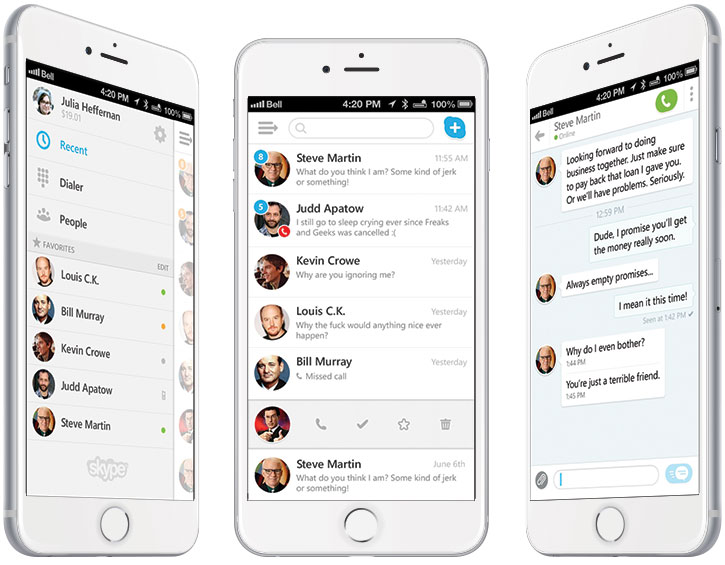 Bell 4:20 PM 100%
Julia Heffernan
$19.01
Recent
Dialer
People
FAVORITES EDIT
Louis C.K.
Bill Murray
Kevin Crowe
Judd Apatow
Steve Martin
skype
Bell 4:20 PM 100%
8 Steve Martin 11:55 AM
What do you think I am? Some kind of jerk
or something!
5 Judd Apatow 11:42 AM
I still go to sleep crying ever since Freaks
and Geeks was cancelled :(
Kevin Crowe Yesterday
Why are you ignoring me?
Louis C.K. Yesterday
Why the fuck would anything nice ever
happen?
Bill Murray Yesterday
Missed call
Steve Martin June 6th
What do you think I am? Some kind of jerk
or something!
Bell 4:20 PM 100%
Steve Martin
Online
Looking forward to doing
business together. Just make sure
to pay back that loan I gave you.
Or we'll have problems. Seriously.
12:59 PM
Dude, I promise you'll get
the money really soon.
Always empty promises...
I mean it this time!
Seen at 1:42 PM
Why do I even bother?
1:44 PM
You're just a terrible friend.
1:45 PM